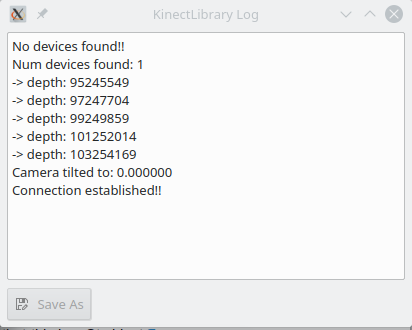 KinectLibrary Log
No devices found!!
Num devices found: 1
-> depth: 95245549
-> depth: 97247704
-> depth: 99249859
-> depth: 101252014
-> depth: 103254169
Camera tilted to: 0.000000
Connection established!!
Save As